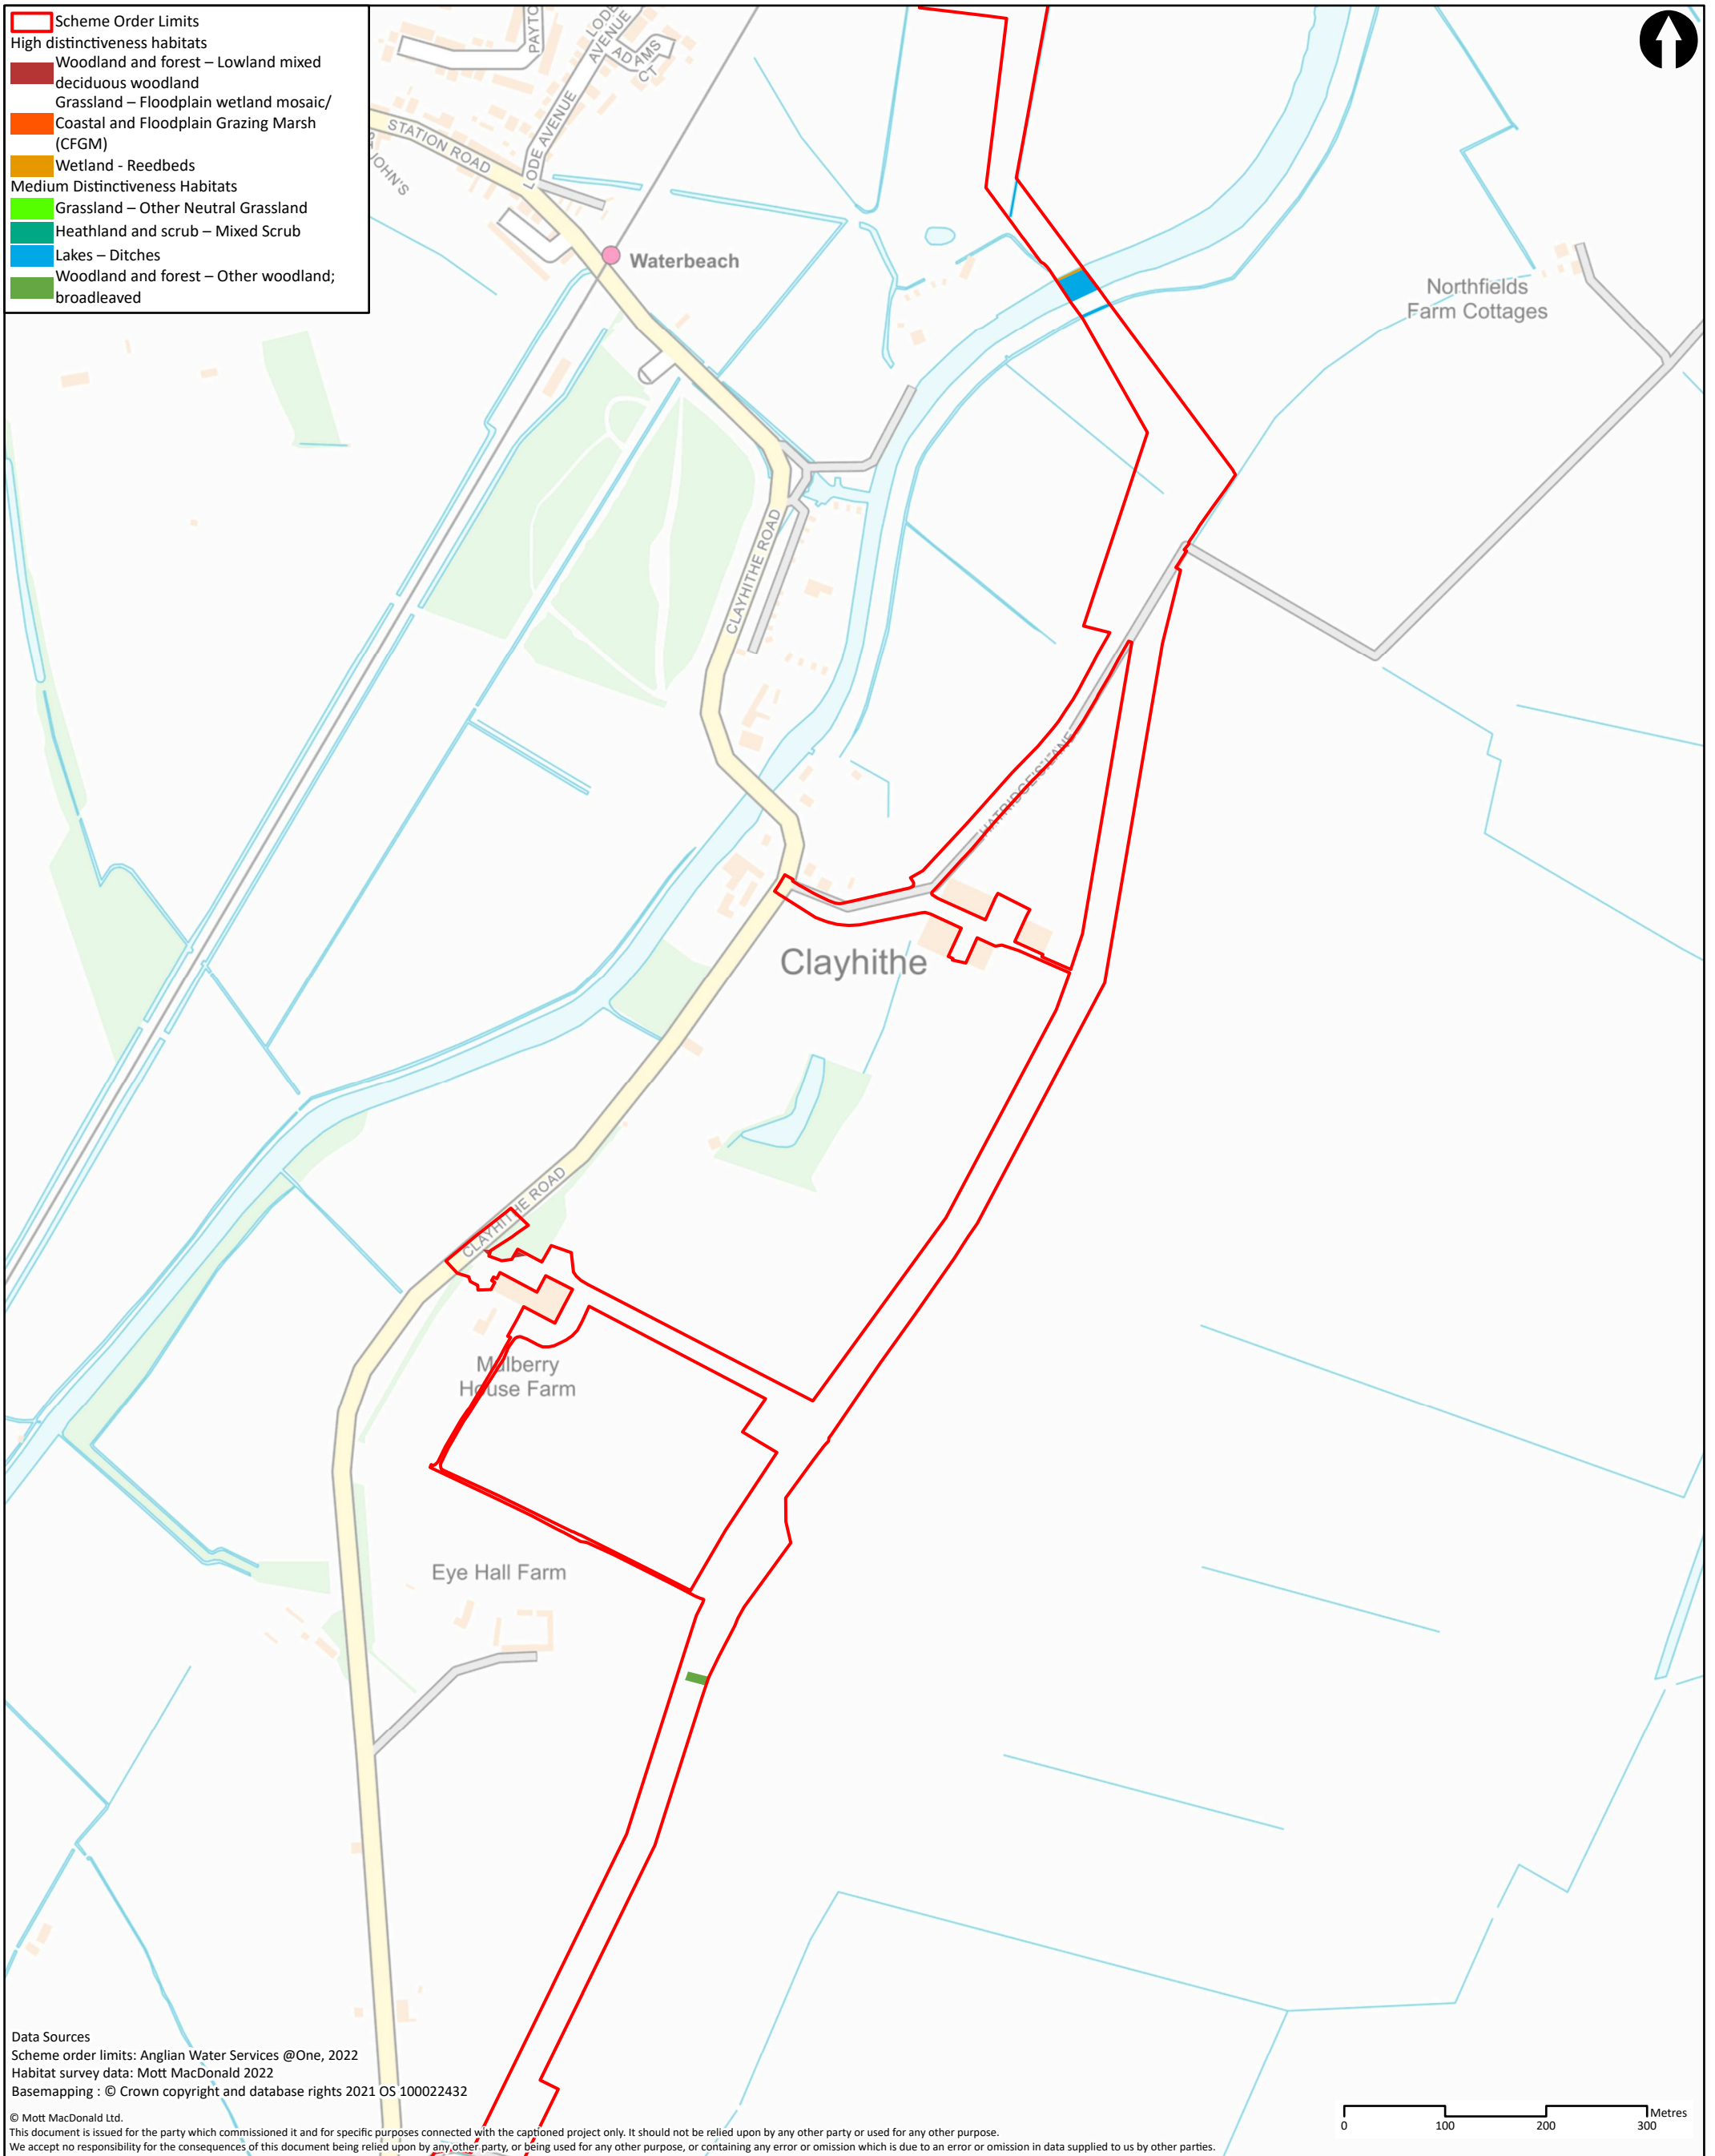 Scheme Order Limits
High distinctiveness habitats
Woodland and forest – Lowland mixed
deciduous woodland
Grassland – Floodplain wetland mosaic/
Coastal and Floodplain Grazing Marsh
(CFGM)
Wetland - Reedbeds
Medium Distinctiveness Habitats
Grassland – Other Neutral Grassland
Heathland and scrub – Mixed Scrub
Lakes – Ditches
Woodland and forest – Other woodland;
broadleaved
PAYTO
LODE
AVENUE
ADAMS
CT
STATION ROAD
LODE AVENUE
JOHN'S
Waterbeach
Northfields
Farm Cottages
CLAYHITHE ROAD
HATRIDGE'S LANE
Clayhithe
CLAYHITHE ROAD
Mulberry
House Farm
Eye Hall Farm
Data Sources
Scheme order limits: Anglian Water Services @One, 2022
Habitat survey data: Mott MacDonald 2022
Basemapping : © Crown copyright and database rights 2021 OS 100022432
© Mott MacDonald Ltd.
This document is issued for the party which commissioned it and for specific purposes connected with the captioned project only. It should not be relied upon by any other party or used for any other purpose.
We accept no responsibility for the consequences of this document being relied upon by any other party, or being used for any other purpose, or containing any error or omission which is due to an error or omission in data supplied to us by other parties.
Metres
0 100 200 300